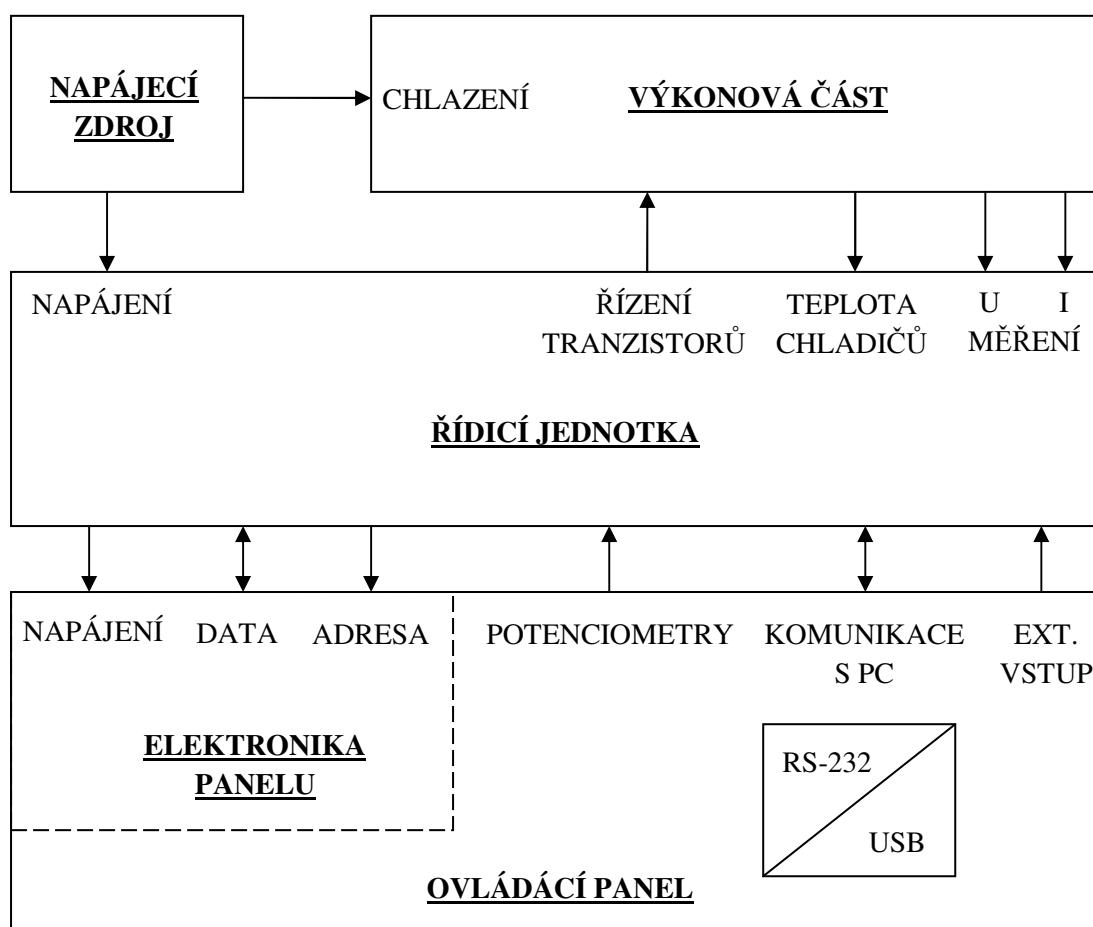 NAPÁJECÍ
ZDROJ
CHLAZENÍ
VÝKONOVÁ ČÁST
NAPÁJENÍ
ŘÍZENÍ
TRANZISTORŮ
TEPLOTA
CHLADIČŮ
U I
MĚŘENÍ
ŘÍDICÍ JEDNOTKA
NAPÁJENÍ
DATA
ADRESA
POTENCIOMETRY
KOMUNIKACE
S PC
EXT.
VSTUP
ELEKTRONIKA
PANELU
RS-232
USB
OVLÁDÁCÍ PANEL